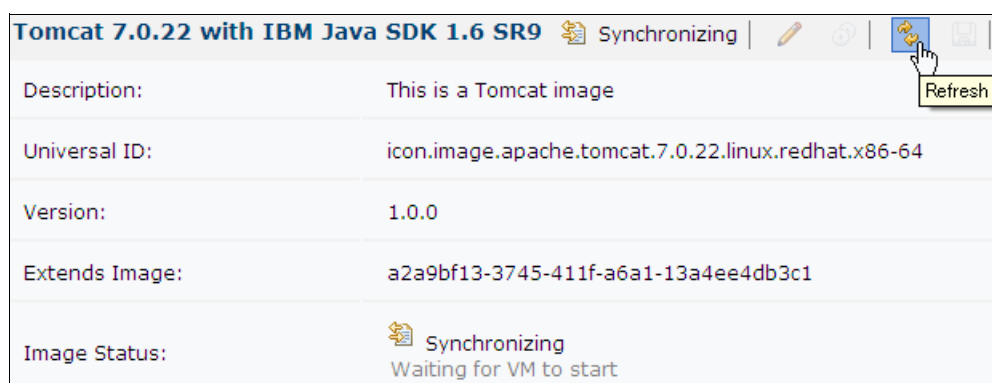 Tomcat 7.0.22 with IBM Java SDK 1.6 SR9 Synchronizing
Refresh
Description: This is a Tomcat image
Universal ID: icon.image.apache.tomcat.7.0.22.linux.redhat.x86-64
Version: 1.0.0
Extends Image: a2a9bf13-3745-411f-a6a1-13a4ee4db3c1
Image Status: Synchronizing
Waiting for VM to start